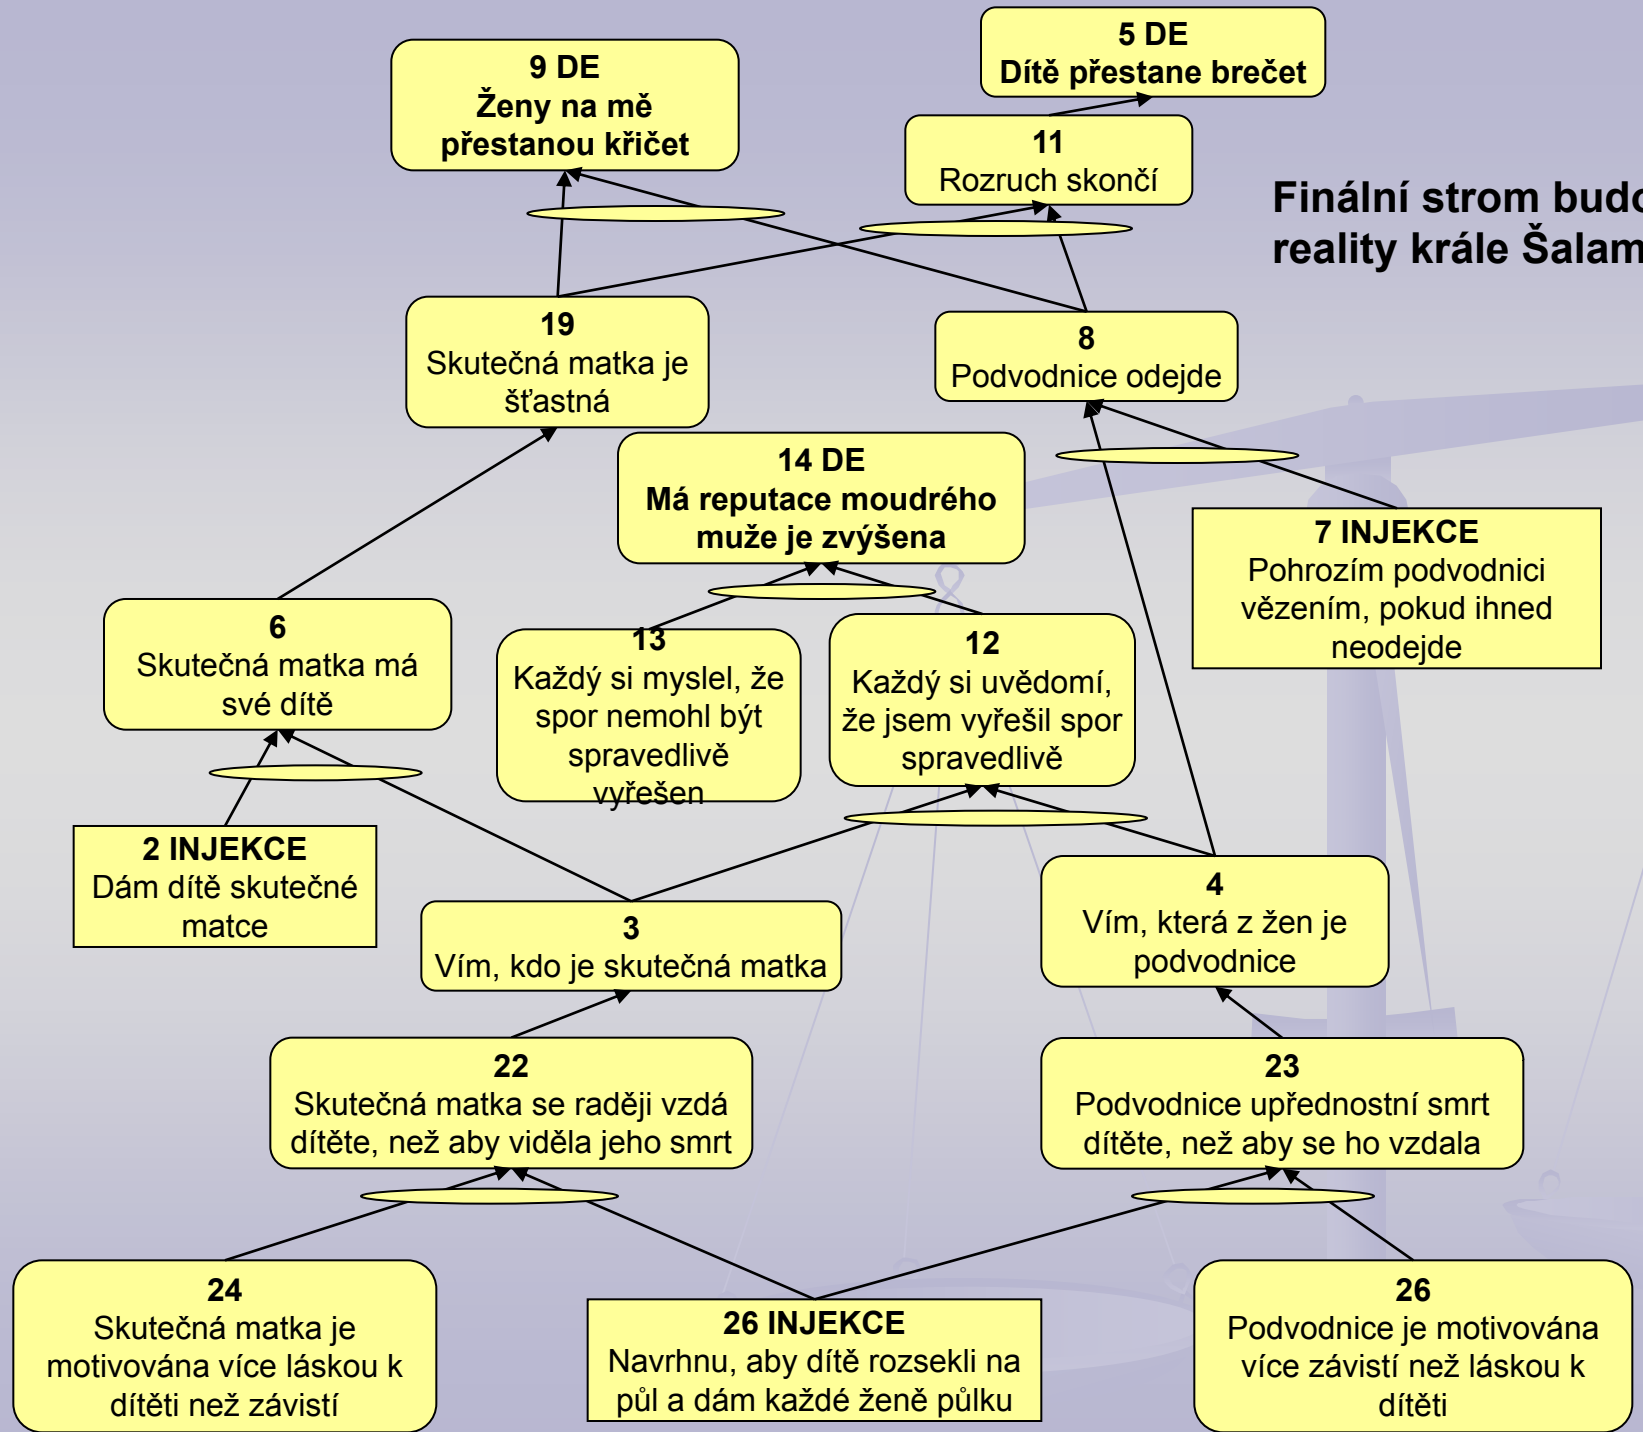 9 DE
Ženy na mě
přestanou křičet
5 DE
Dítě přestane brečet
11
Rozruch skončí
Finální strom
reality krále
19
Skutečná matka je
šťastná
8
Podvodnice odejde
14 DE
Má reputace moudrého
muže je zvýšena
7 INJEKCE
Pohrozím podvodnici
vězením, pokud ihned
neodejde
6
Skutečná matka má
své dítě
13
Každý si myslel, že
spor nemohl být
spravedlivě
vyřešen
12
Každý si uvědomí,
že jsem vyřešil spor
spravedlivě
2 INJEKCE
Dám dítě skutečné
matce
3
Vím, kdo je skutečná matka
4
Vím, která z žen je
podvodnice
22
Skutečná matka se raději vzdá
dítěte, než aby viděla jeho smrt
23
Podvodnice upřednostní smrt
dítěte, než aby se ho vzdala
24
Skutečná matka je
motivována více láskou k
dítěti než závistí
26 INJEKCE
Navrhnu, aby dítě rozsekli na
půl a dám každé ženě půlku
26
Podvodnice je motivována
více závistí než láskou k
dítěti